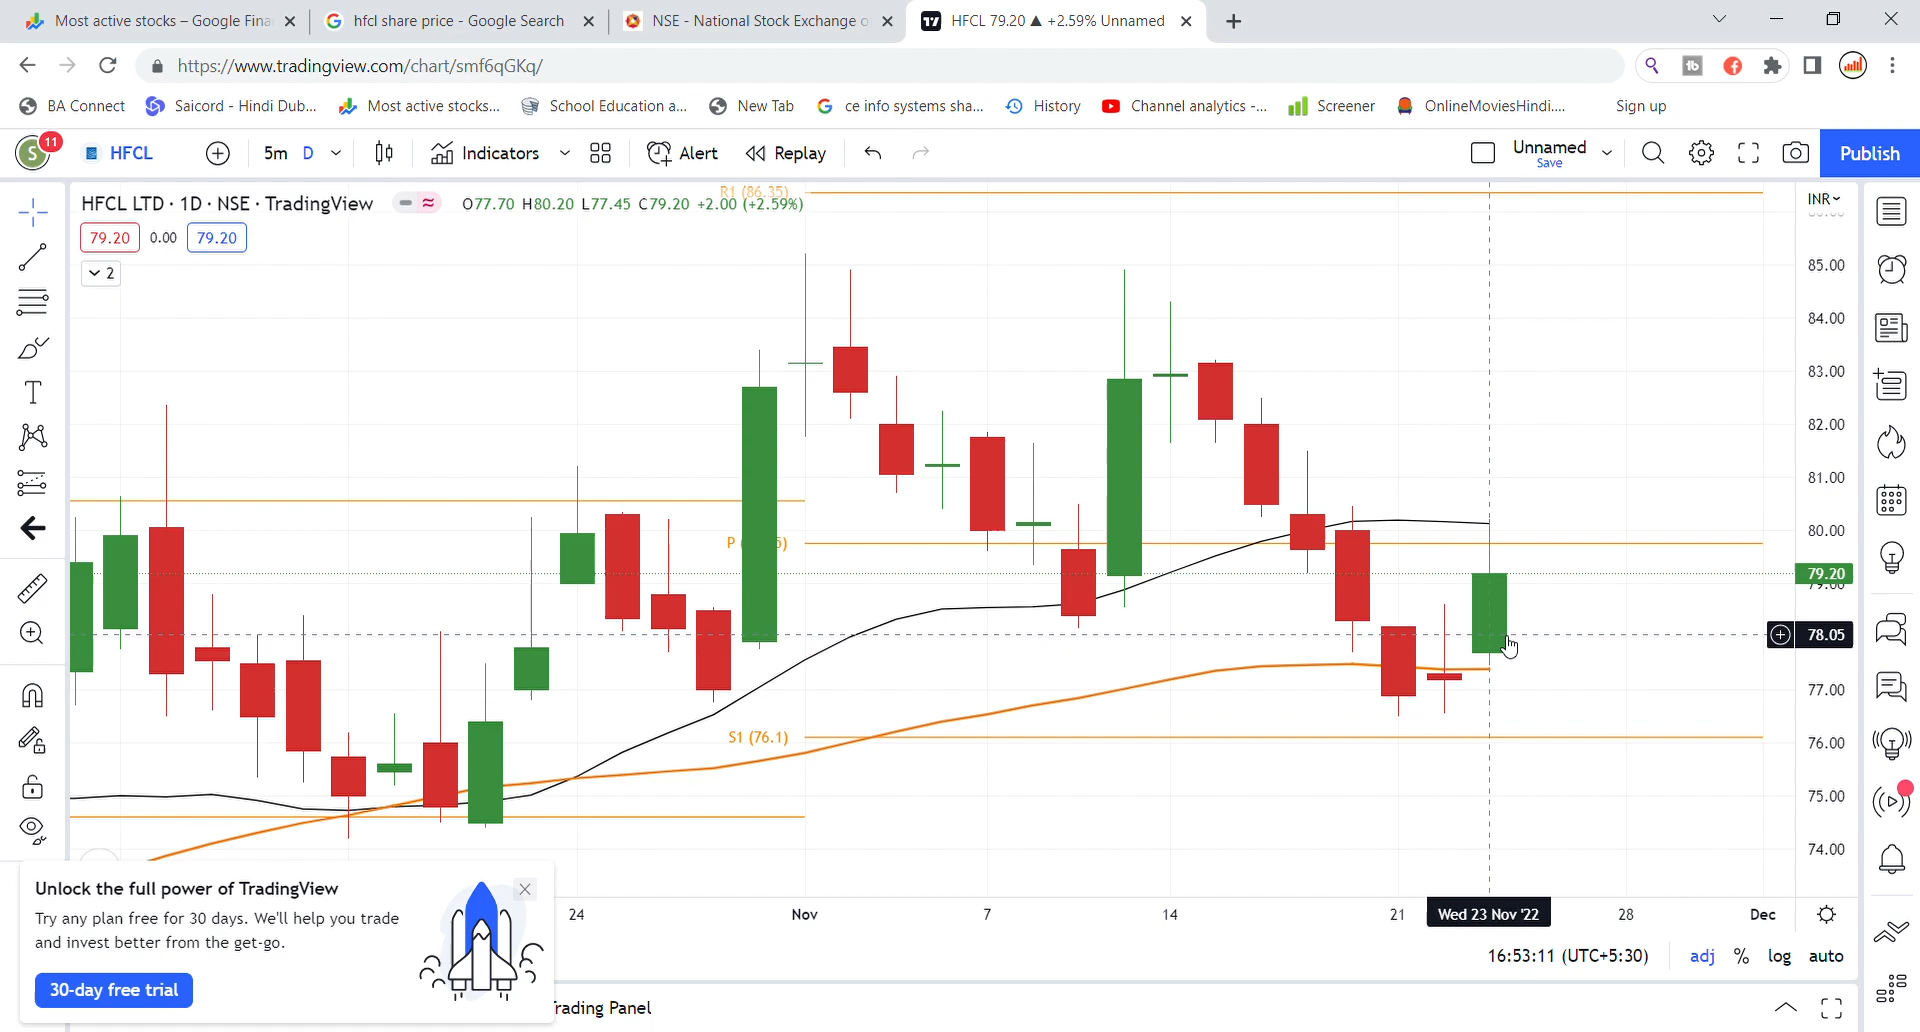 Most active stocks – Google Fina
hfcl share price - Google Search
NSE - National Stock Exchange o
HFCL 79.20 ▲ +2.59% Unnamed
https://www.tradingview.com/chart/smf6qGKq/
BA Connect
Saicord - Hindi Dub...
Most active stocks...
School Education a...
New Tab
ce info systems sha...
History
Channel analytics -...
Screener
OnlineMoviesHindi....
Sign up
S
11
HFCL
5m
D
Indicators
Alert
Replay
Unnamed
Save
Publish
HFCL LTD · 1D · NSE · TradingView
O77.70 H80.20 L77.45 C79.20 +2.00 (+2.59%)
R1 (86.35)
INR
79.20
0.00
79.20
2
85.00
84.00
83.00
82.00
81.00
80.00
79.20
78.05
77.00
76.00
75.00
74.00
S1 (76.1)
24
Nov
7
14
21
Wed 23 Nov '22
28
Dec
16:53:11 (UTC+5:30)
adj
%
log
auto
Unlock the full power of TradingView
Try any plan free for 30 days. We'll help you trade
and invest better from the get-go.
30-day free trial
Panel